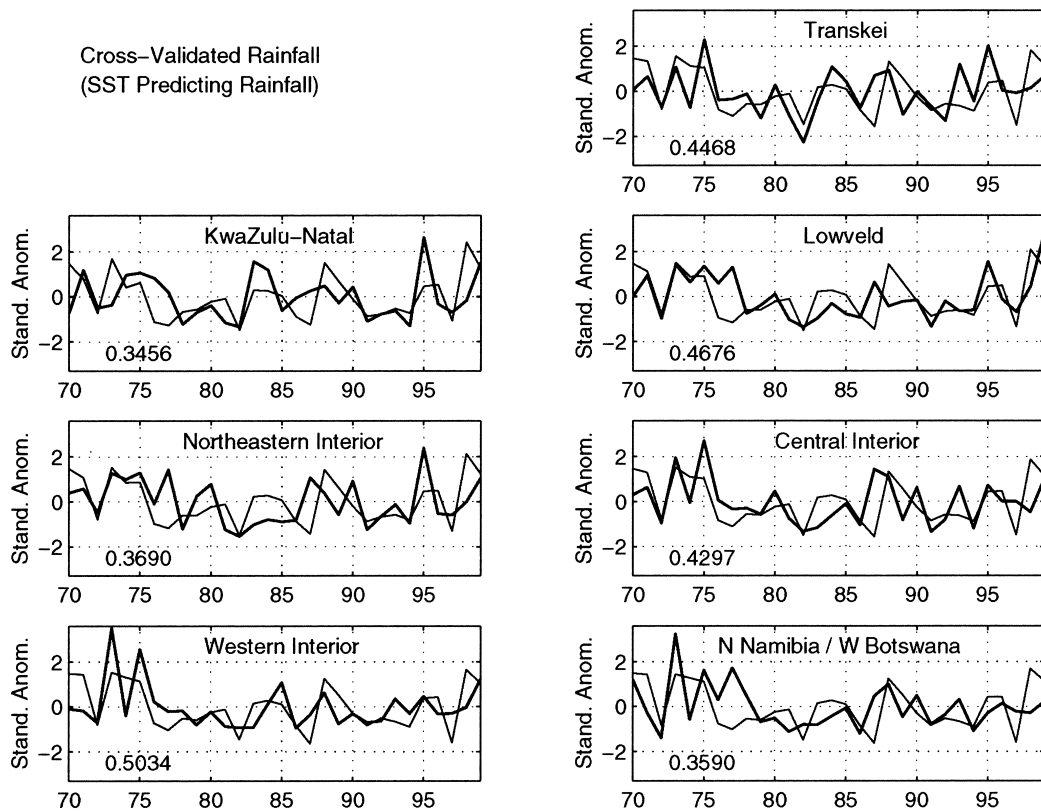 Cross−Validated Rainfall
(SST Predicting Rainfall)
Transkei
Stand. Anom.
2
0
−2
0.4468
70 75 80 85 90 95
KwaZulu−Natal
Stand. Anom.
2
0
−2
0.3456
70 75 80 85 90 95
Lowveld
Stand. Anom.
2
0
−2
0.4676
70 75 80 85 90 95
Northeastern Interior
Stand. Anom.
2
0
−2
0.3690
70 75 80 85 90 95
Central Interior
Stand. Anom.
2
0
−2
0.4297
70 75 80 85 90 95
Western Interior
Stand. Anom.
2
0
−2
0.5034
70 75 80 85 90 95
N Namibia / W Botswana
Stand. Anom.
2
0
−2
0.3590
70 75 80 85 90 95